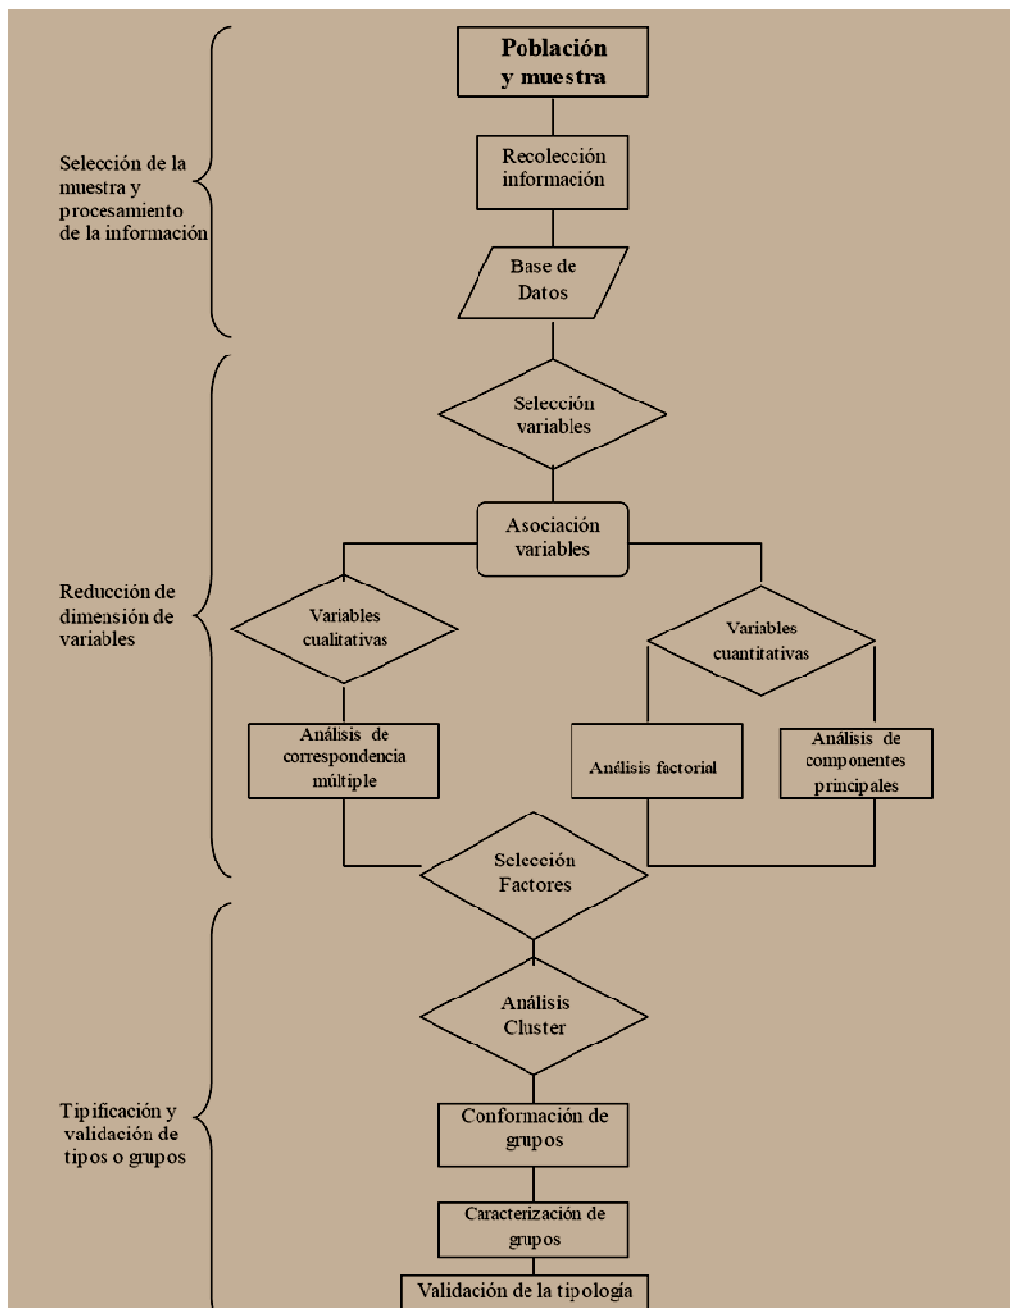 Población
y muestra
Recolección
información
Selección de la
muestra y
procesamiento
de la información
Base de
Datos
Selección
variables
Asociación
variables
Reducción de
dimensión de
variables
Variables
cualitativas
Variables
cuantitativas
Análisis de
correspondencia
múltiple
Análisis factorial
Análisis de
componentes
principales
Selección
Factores
Análisis
Cluster
Tipificación y
validación de
tipos o grupos
Conformación de
grupos
Caracterización de
grupos
Validación de la tipología